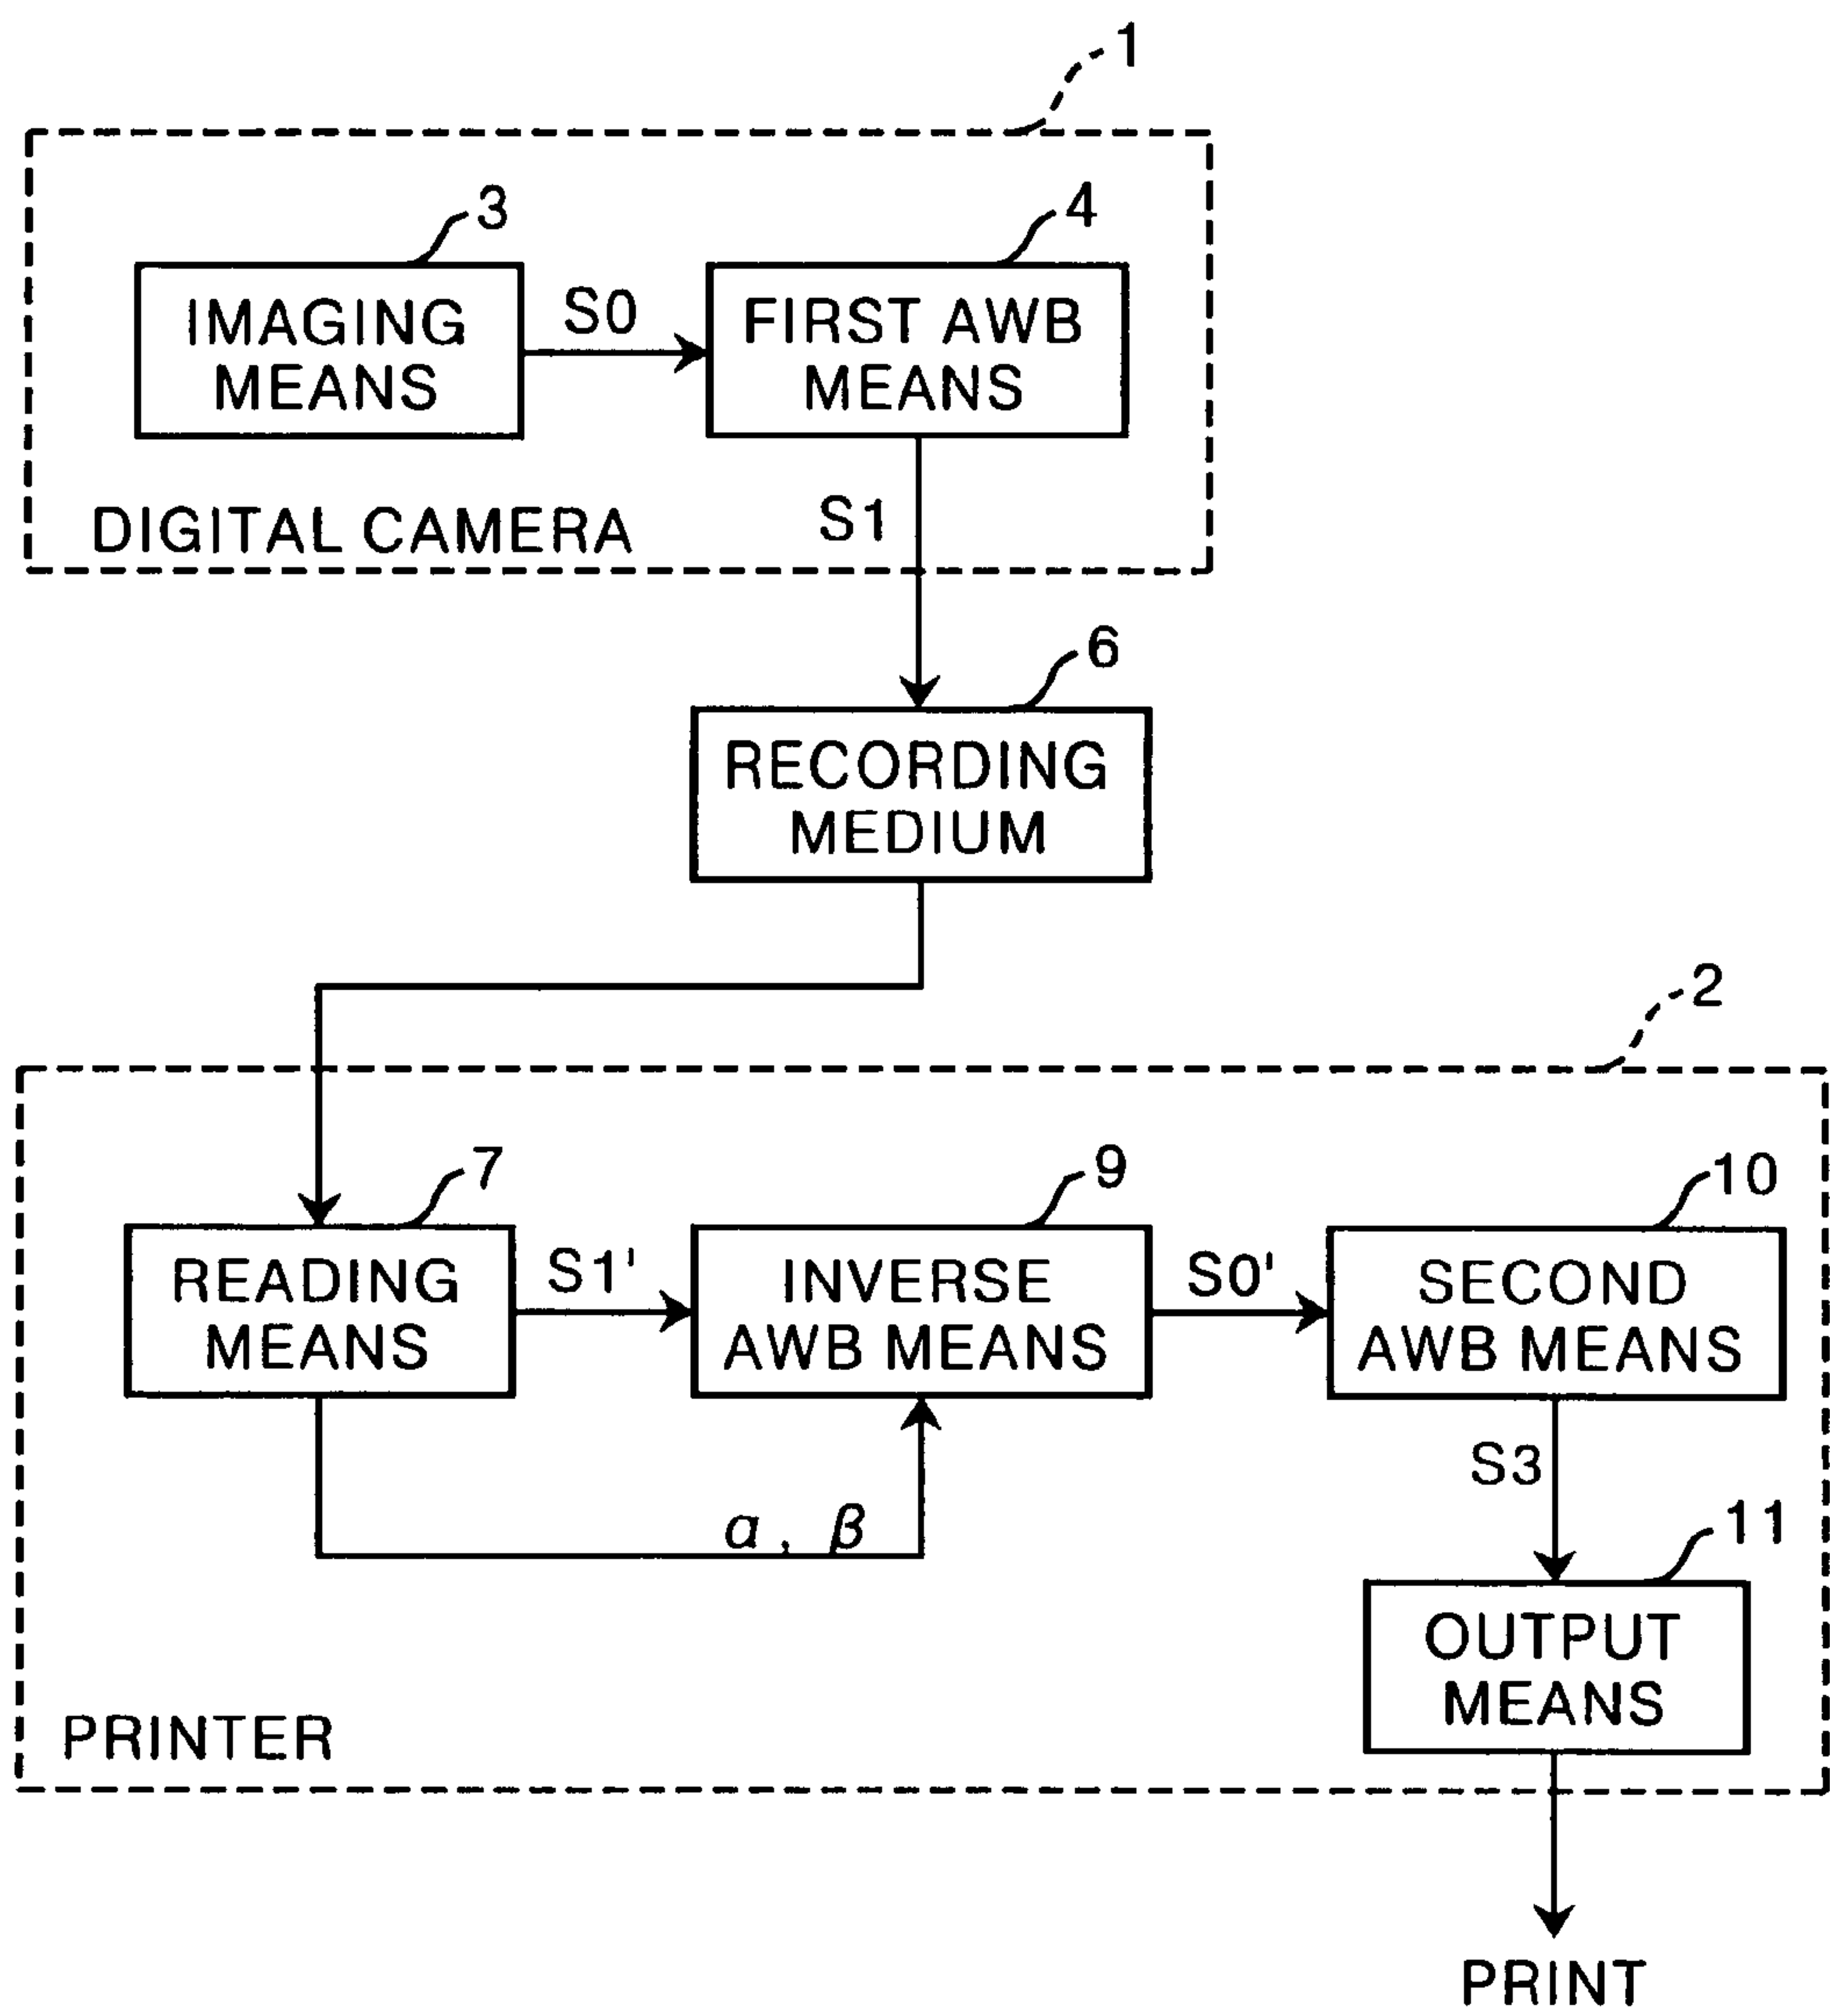 1
3
4
IMAGING
MEANS
S0
FIRST AWB
MEANS
DIGITAL CAMERA
S1
6
RECORDING
MEDIUM
2
7
9
10
READING
MEANS
S1'
INVERSE
AWB MEANS
S0'
SECOND
AWB MEANS
α, β
S3
11
OUTPUT
MEANS
PRINTER
PRINT